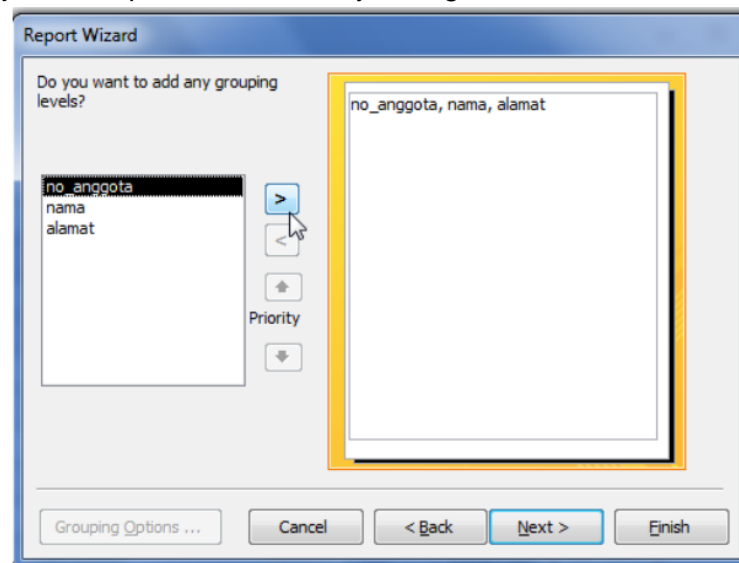 Report Wizard
Do you want to add any grouping
levels?
no_anggota, nama, alamat
no_anggota
nama
alamat
>
<
Priority
Grouping Options ...
Cancel
< Back
Next >
Finish